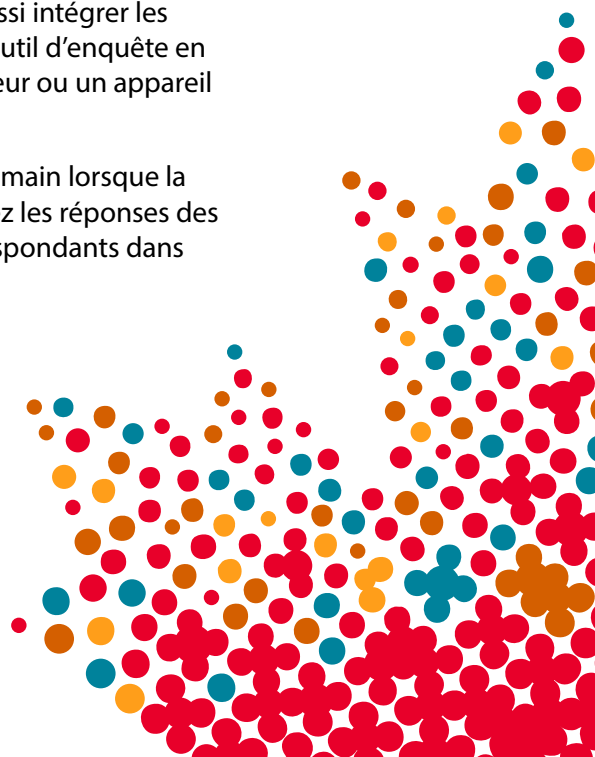 ssi intégrer les
util d’enquête en
eur ou un appareil
main lorsque la
z les réponses des
spondants dans